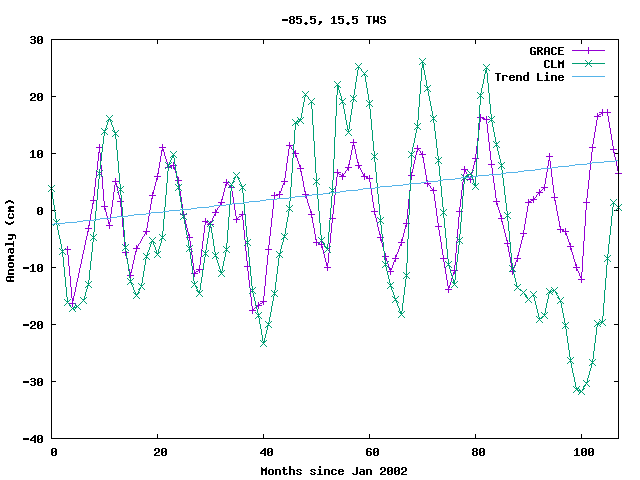 -85.5, 15.5 TWS
GRACE
CLM
Trend Line
30
20
10
0
-10
-20
-30
-40
Anomaly (cm)
0 20 40 60 80 100
Months since Jan 2002